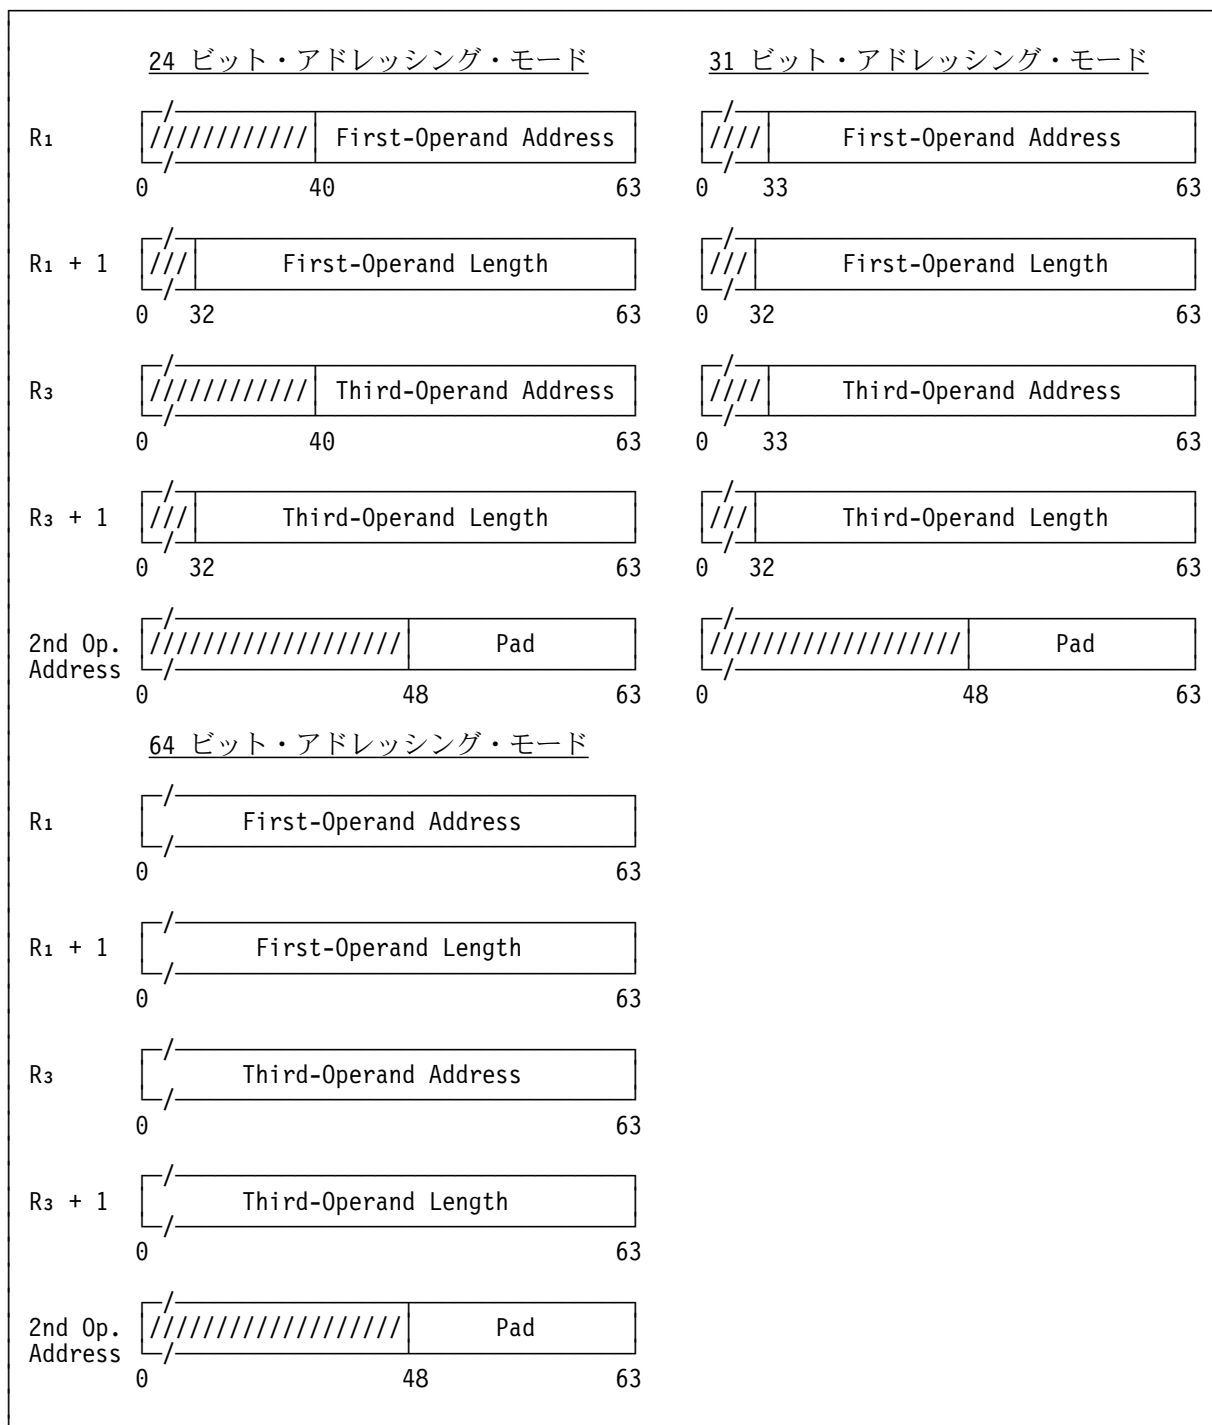 24 ビット・アドレッシング・モード 31 ビット・アドレッシング・モード
R₁ //////////// First-Operand Address //// First-Operand Address
0 40 63 0 33 63
R₁ + 1 /// First-Operand Length /// First-Operand Length
0 32 63 0 32 63
R₃ //////////// Third-Operand Address //// Third-Operand Address
0 40 63 0 33 63
R₃ + 1 /// Third-Operand Length /// Third-Operand Length
0 32 63 0 32 63
2nd Op. /////////////////// Pad /////////////////// Pad
Address
0 48 63 0 48 63
64 ビット・アドレッシング・モード
R₁ First-Operand Address
0 63
R₁ + 1 First-Operand Length
0 63
R₃ Third-Operand Address
0 63
R₃ + 1 Third-Operand Length
0 63
2nd Op. /////////////////// Pad
Address
0 48 63